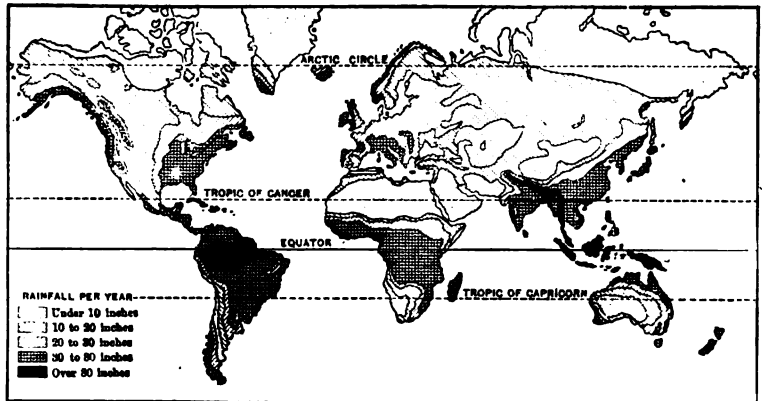 ARCTIC CIRCLE
TROPIC OF CANCER
EQUATOR
TROPIC OF CAPRICORN
RAINFALL PER YEAR
Under 10 inches
10 to 20 inches
20 to 30 inches
30 to 80 inches
Over 80 inches